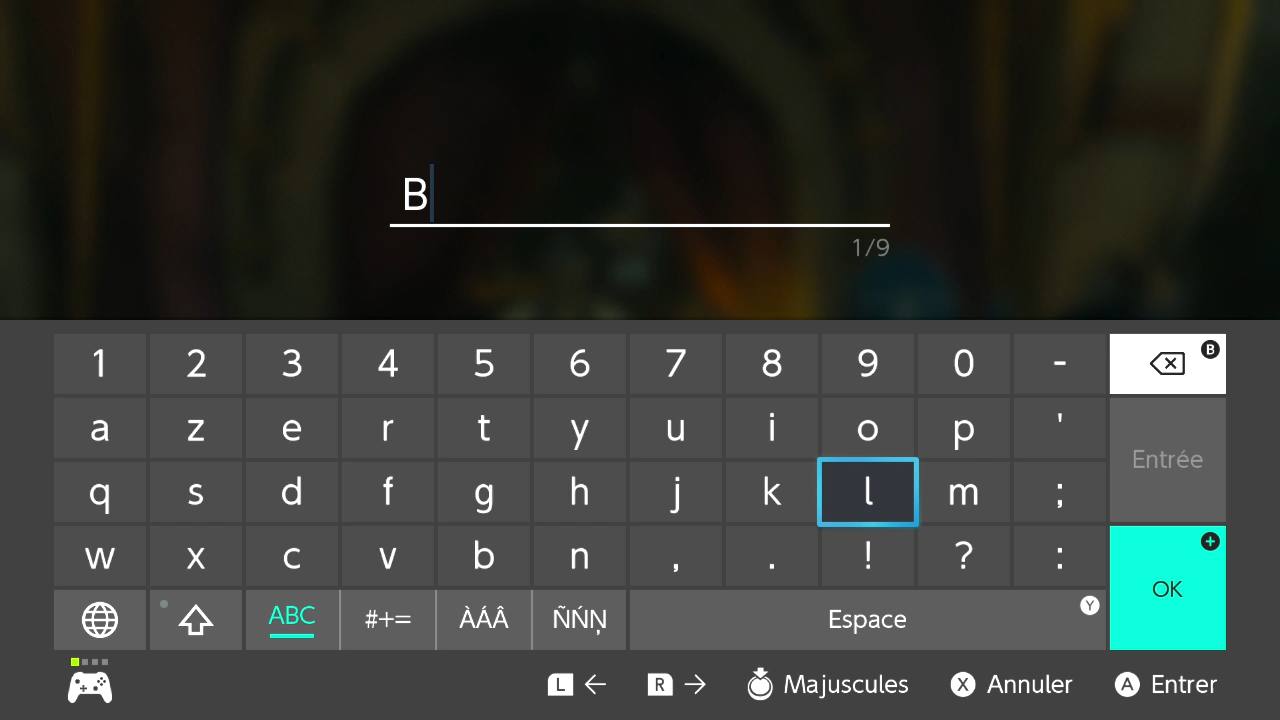 B
1/9
1 2 3 4 5 6 7 8 9 0 - B
a z e r t y u i o p ' Entrée
q s d f g h j k l m ;
w x c v b n , . ! ? : + OK
ABC #+= ÀÁÂ ÑŃŅ Espace Y
L ← R → Majuscules X Annuler A Entrer